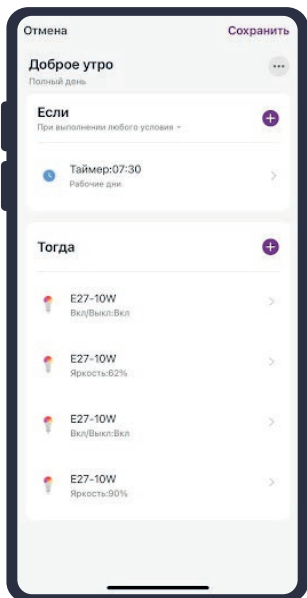 Отмена Сохранить
Доброе утро
Полный день
Если
При выполнении любого условия
Таймер:07:30
Рабочие дни
Тогда
E27-10W
Вкл/Выкл:Вкл
E27-10W
Яркость:62%
E27-10W
Вкл/Выкл:Вкл
E27-10W
Яркость:90%